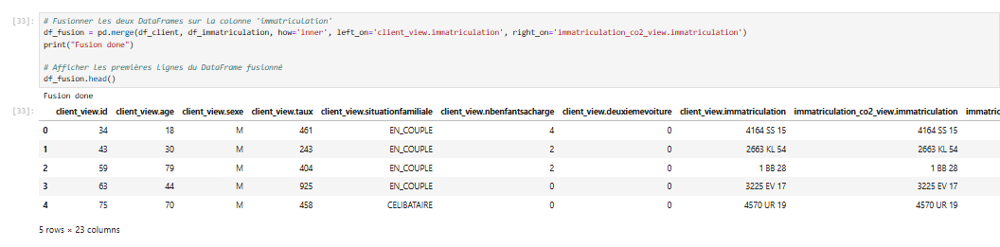 [33]: # Fusionner les deux DataFrames sur la colonne 'immatriculation'
df_fusion = pd.merge(df_client, df_immatriculation, how='inner', left_on='client_view.immatriculation', right_on='immatriculation_co2_view.immatriculation')
print("Fusion done")
# Afficher les premières lignes du DataFrame fusionné
df_fusion.head()
Fusion done
[33]: client_view.id client_view.age client_view.sexe client_view.taux client_view.situationfamiliale client_view.nbenfantsacharge client_view.deuxiemevoiture client_view.immatriculation immatriculation_co2_view.immatriculation immatric
0 34 18 M 461 EN_COUPLE 4 0 4164 SS 15 4164 SS 15
1 43 30 M 243 EN_COUPLE 2 0 2663 KL 54 2663 KL 54
2 59 79 M 404 EN_COUPLE 2 0 1 BB 28 1 BB 28
3 63 44 M 925 EN_COUPLE 0 0 3225 EV 17 3225 EV 17
4 75 70 M 458 CELIBATAIRE 0 0 4570 UR 19 4570 UR 19
5 rows × 23 columns